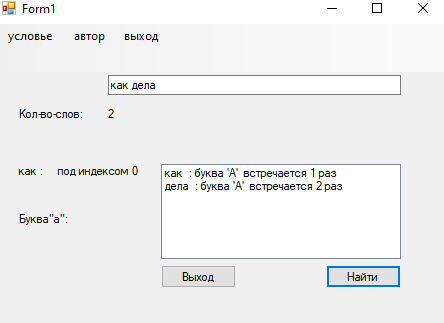 Form1
условье автор выход
как дела
Кол-во-слов: 2
как : под индексом 0
как : буква 'А' встречается 1 раз
дела : буква 'А' встречается 2 раз
Буква"а":
Выход Найти